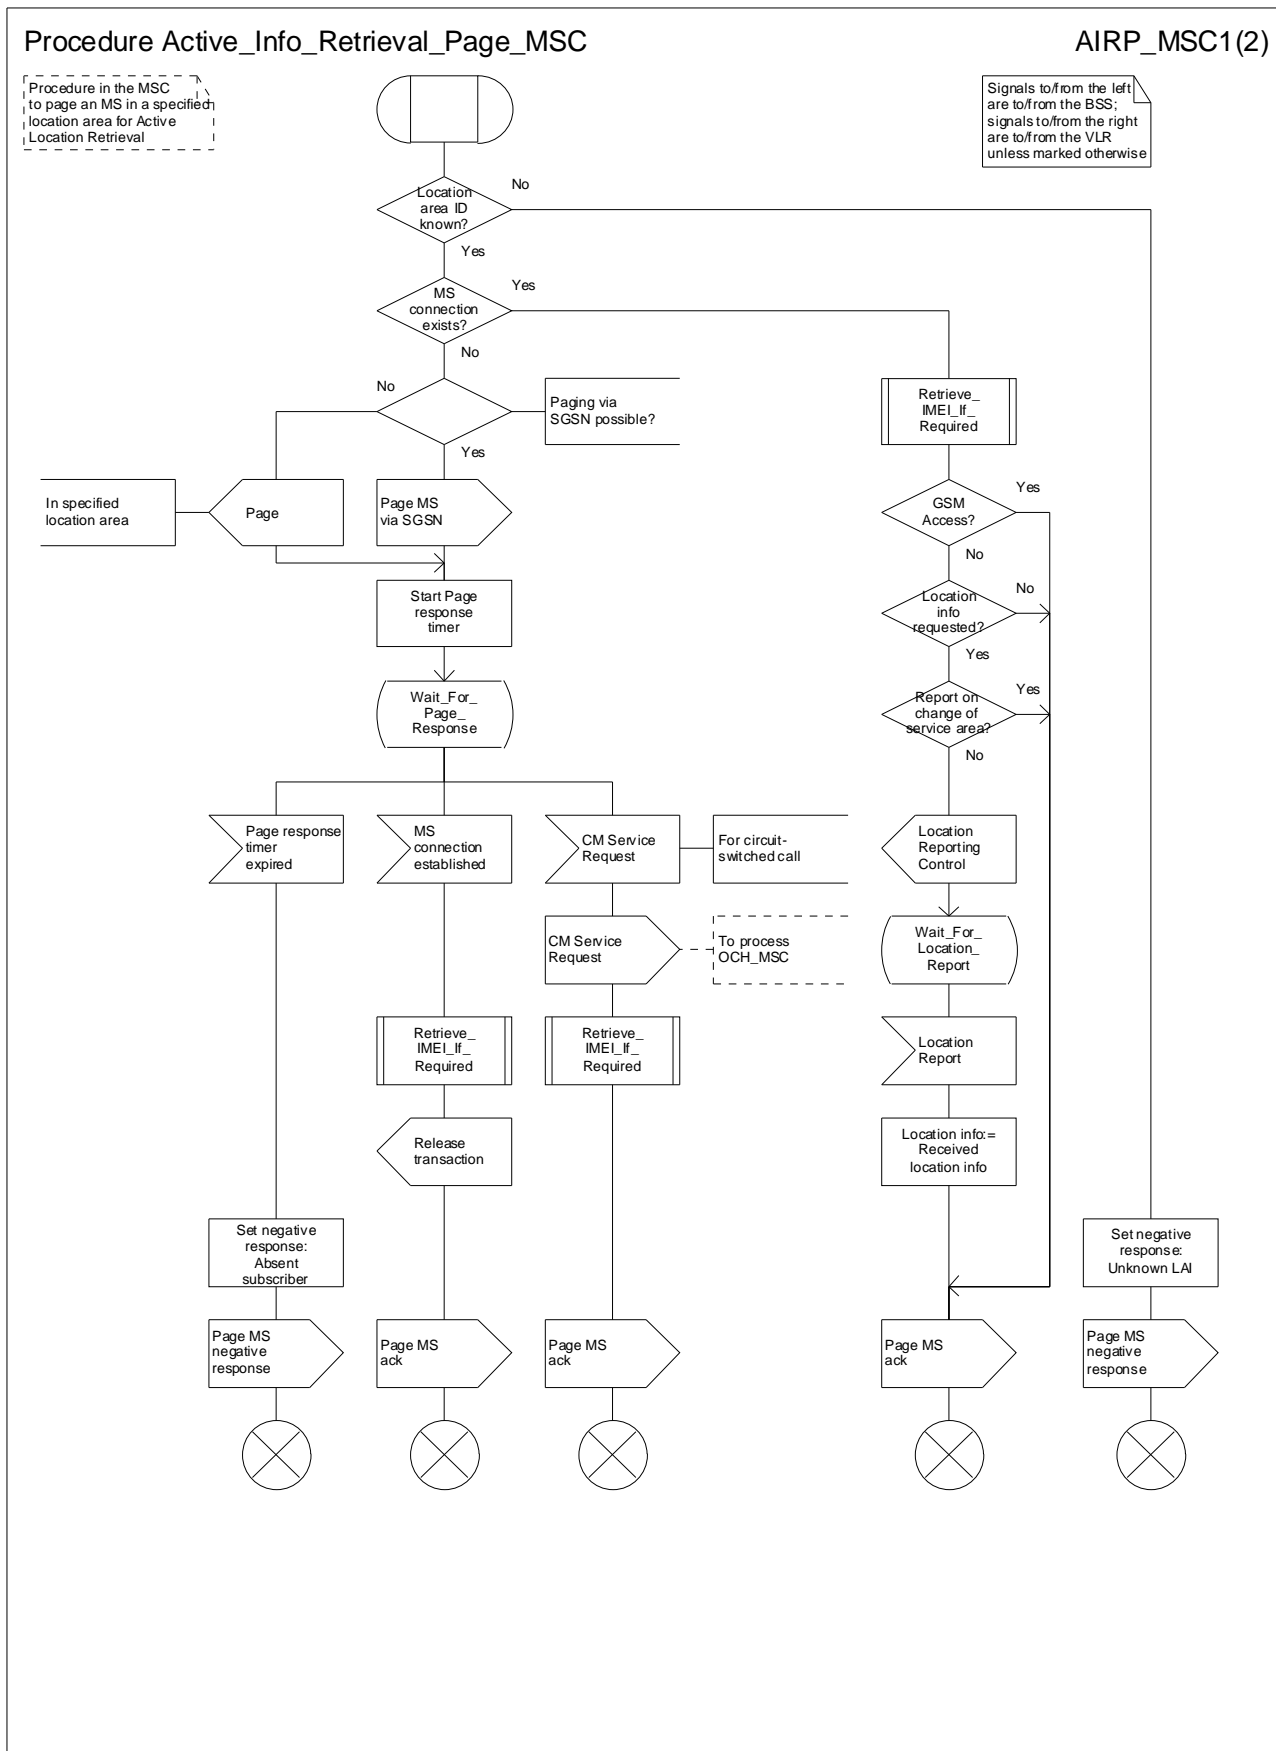 Procedure Active_Info_Retrieval_Page_MSC
AIRP_MSC1(2)
Procedure in the MSC
to page an MS in a specified
location area for Active
Location Retrieval
Signals to/from the left
are to/from the BSS;
signals to/from the right
are to/from the VLR
unless marked otherwise
Location
area ID
known?
No
Yes
MS
connection
exists?
Yes
No
No
Paging via
SGSN possible?
Yes
Retrieve_
IMEI_If_
Required
In specified
location area
Page
Page MS
via SGSN
GSM
Access?
Yes
No
Start Page
response
timer
Location
info
requested?
No
Yes
Wait_For_
Page_
Response
Report on
change of
service area?
Yes
No
Page response
timer
expired
MS
connection
established
CM Service
Request
For circuit-
switched call
Location
Reporting
Control
CM Service
Request
To process
OCH_MSC
Wait_For_
Location_
Report
Retrieve_
IMEI_If_
Required
Retrieve_
IMEI_If_
Required
Location
Report
Release
transaction
Location info:=
Received
location info
Set negative
response:
Absent
subscriber
Set negative
response:
Unknown LAI
Page MS
negative
response
Page MS
ack
Page MS
ack
Page MS
ack
Page MS
negative
response